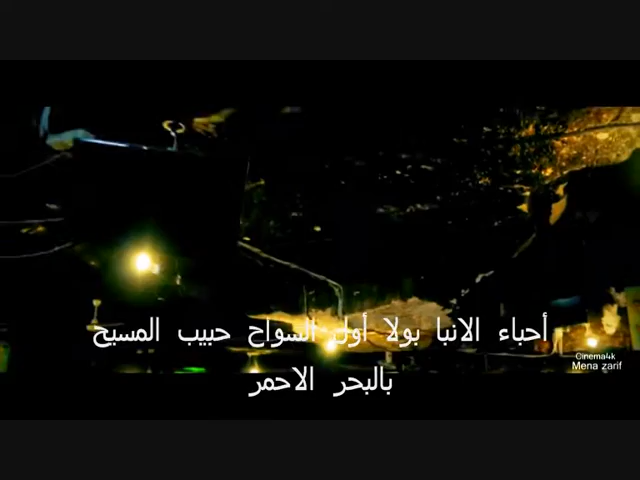 أحباء الانبا بولا أول السواح حبيب المسيح
بالبحر الاحمر
Cinema4k
Mena zarif